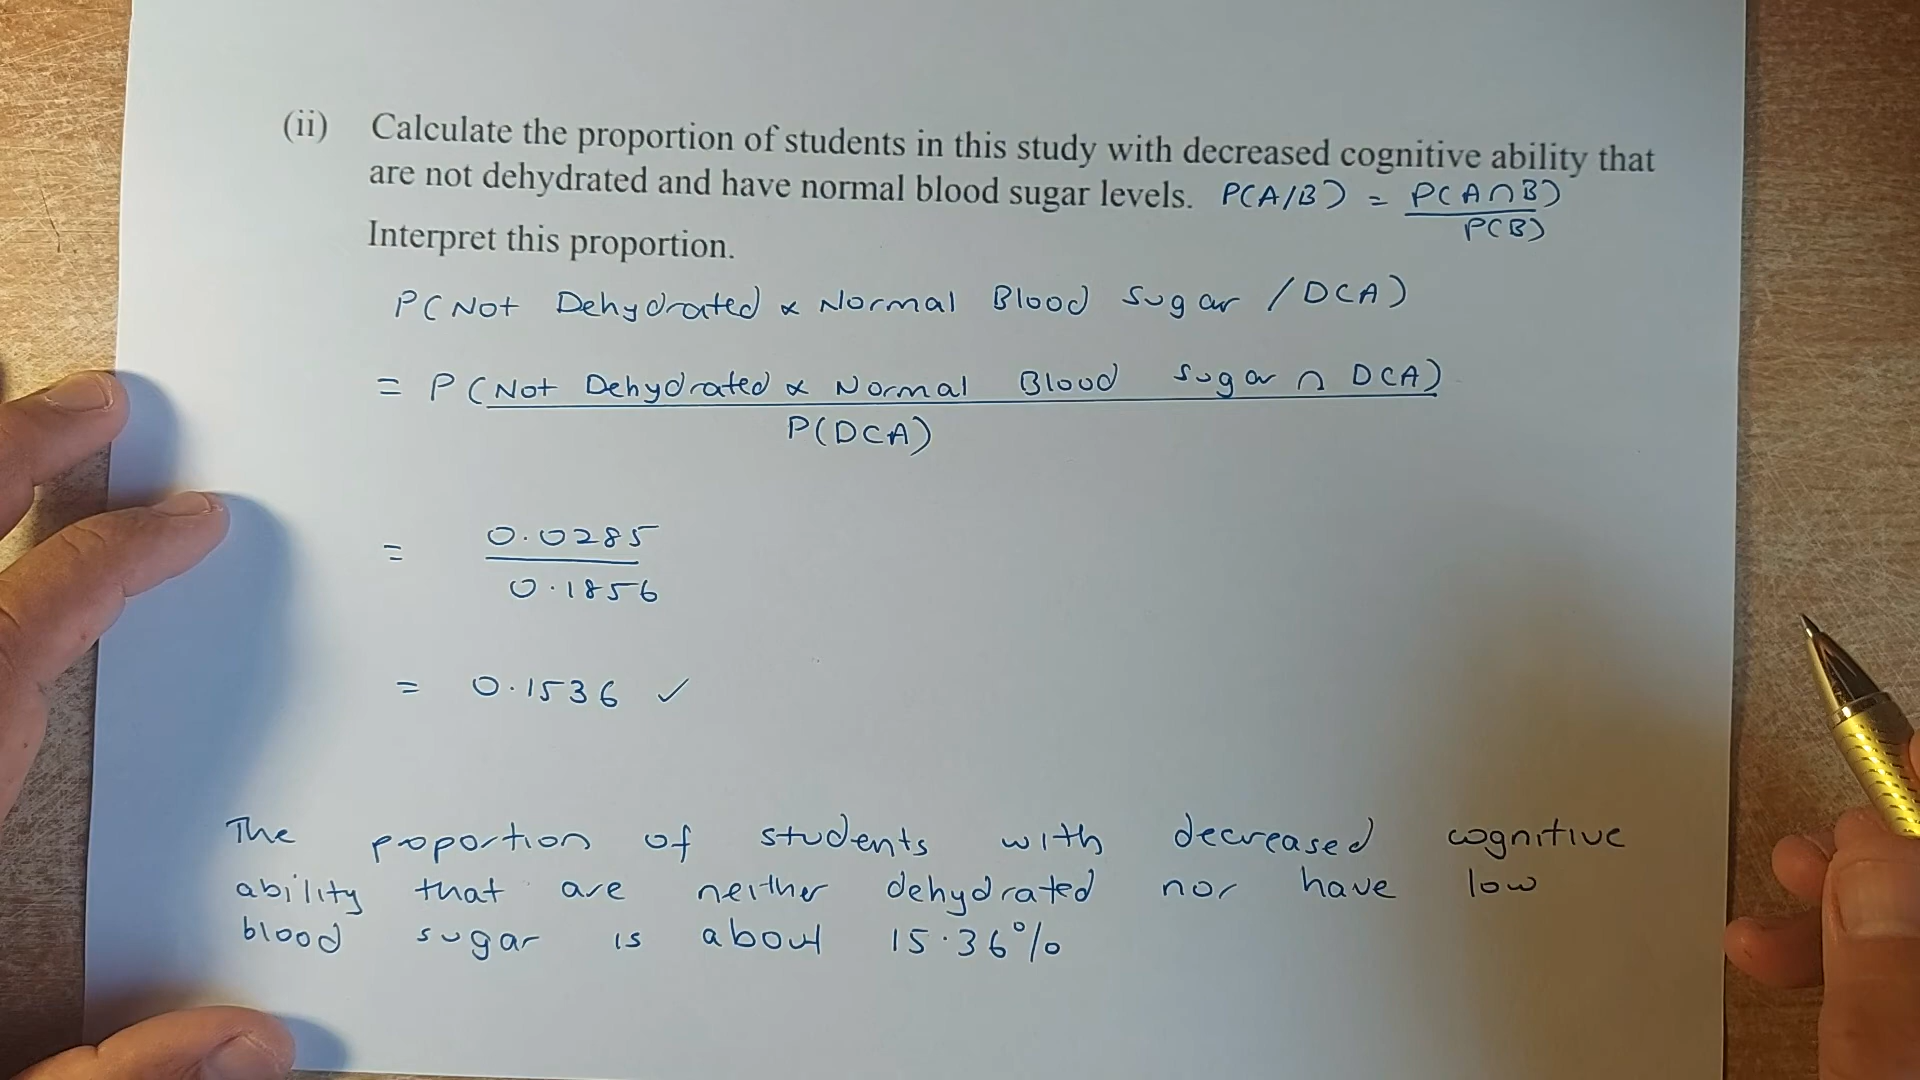 (ii) Calculate the proportion of students in this study with decreased cognitive ability that
are not dehydrated and have normal blood sugar levels. P(A/B) = P(A∩B)
P(B)
Interpret this proportion.
P(Not Dehydrated & Normal Blood Sugar / DCA)
= P(Not Dehydrated & Normal Blood Sugar ∩ DCA)
P(DCA)
= 0.0285
0.1856
= 0.1536 ✓
The proportion of students with decreased cognitive
ability that are neither dehydrated nor have low
blood sugar is about 15.36%